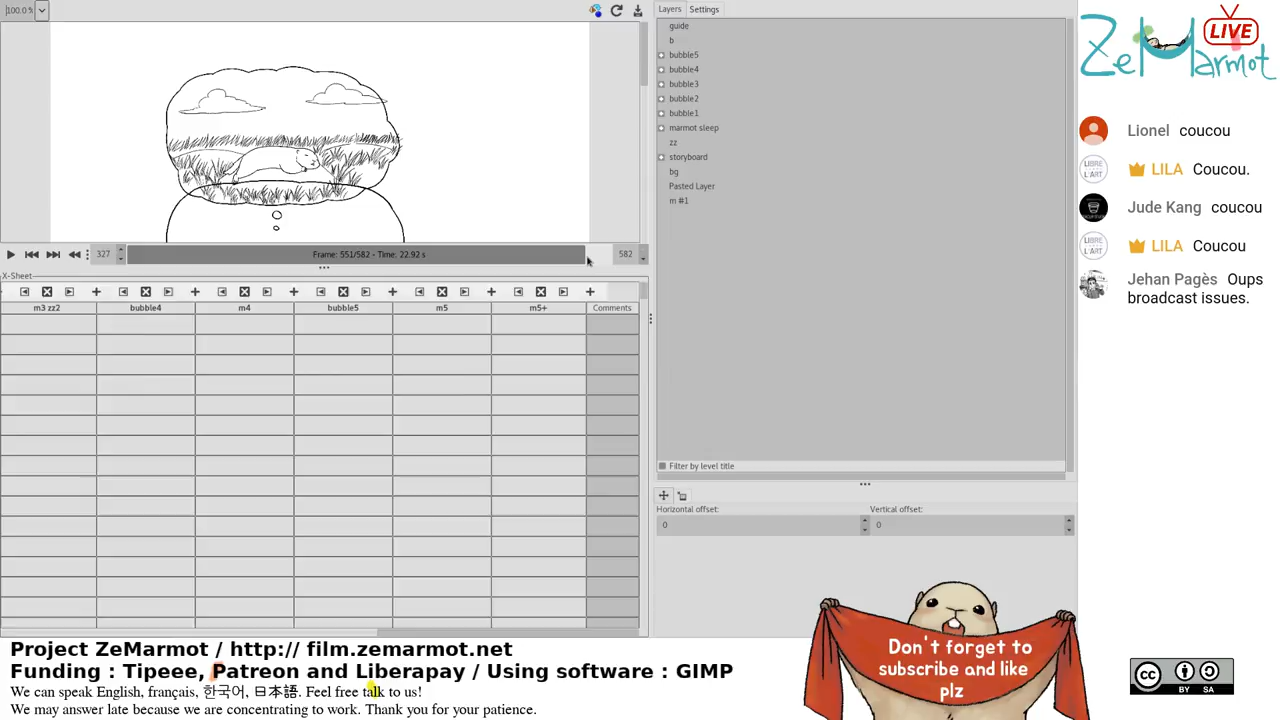 100.0 %
Layers Settings
guide
b
bubble5
bubble4
bubble3
bubble2
bubble1
marmot sleep
zz
storyboard
bg
Pasted Layer
m #1
327 Frame: 551/582 - Time: 22.92 s 582
X-Sheet
m3 zz2 bubble4 m4 bubble5 m5 m5+ Comments
Filter by level title
Horizontal offset: Vertical offset:
0 0
ZeMarmot LIVE
Lionel coucou
LILA Coucou.
Jude Kang coucou
LILA Coucou
Jehan Pagès Oups
broadcast issues.
Don't forget to
subscribe and like
plz
Project ZeMarmot / http:// film.zemarmot.net
Funding : Tipeee, Patreon and Liberapay / Using software : GIMP
We can speak English, français, 한국어, 日本語. Feel free talk to us!
We may answer late because we are concentrating to work. Thank you for your patience.
cc BY SA